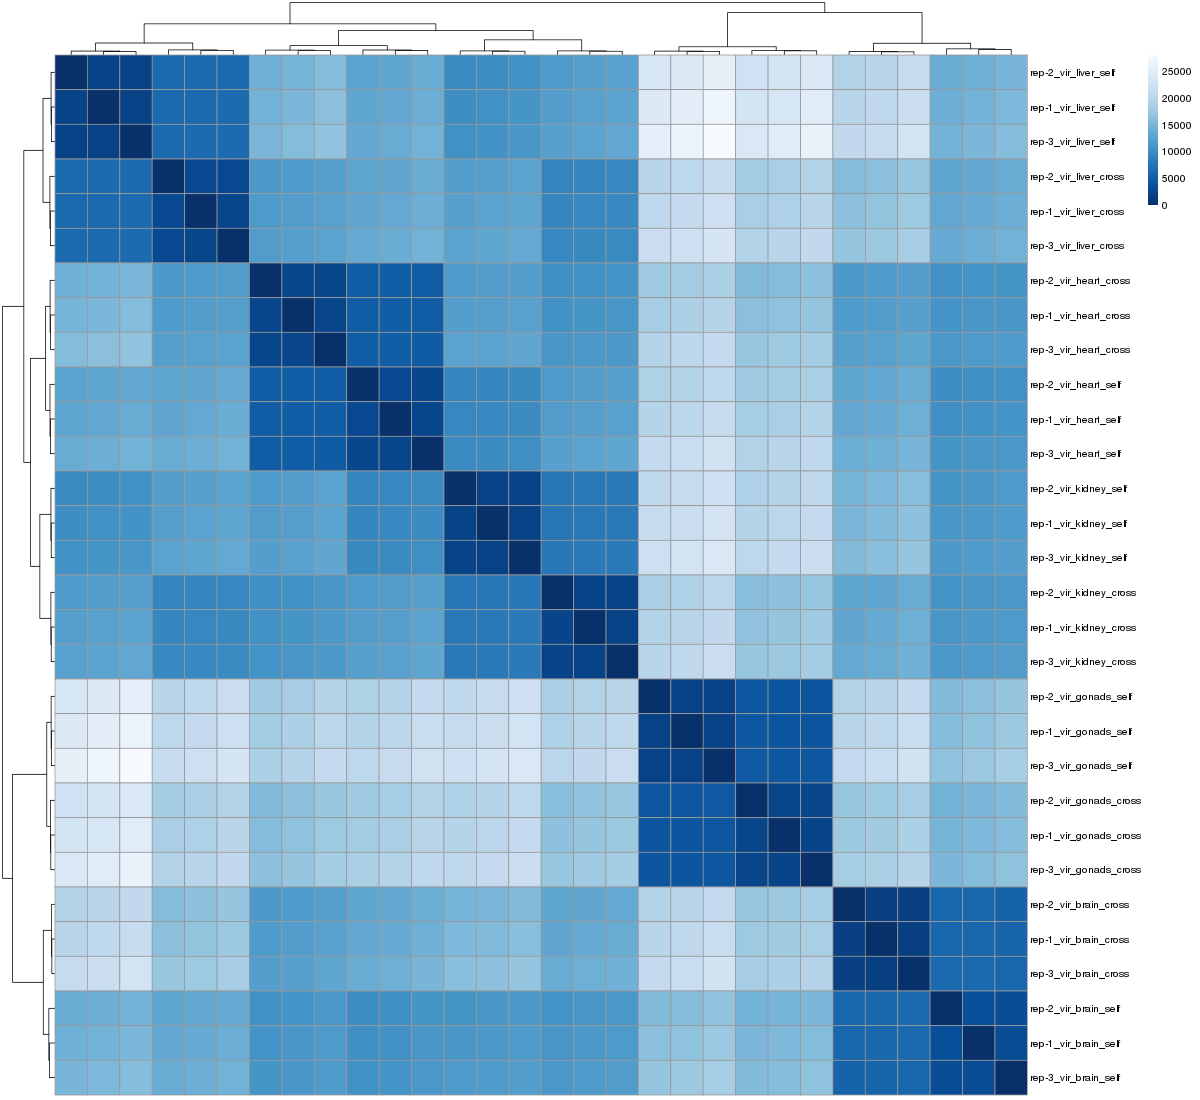 rep-2_vir_liver_self
rep-1_vir_liver_self
rep-3_vir_liver_self
rep-2_vir_liver_cross
rep-1_vir_liver_cross
rep-3_vir_liver_cross
rep-2_vir_heart_cross
rep-1_vir_heart_cross
rep-3_vir_heart_cross
rep-2_vir_heart_self
rep-1_vir_heart_self
rep-3_vir_heart_self
rep-2_vir_kidney_self
rep-1_vir_kidney_self
rep-3_vir_kidney_self
rep-2_vir_kidney_cross
rep-1_vir_kidney_cross
rep-3_vir_kidney_cross
rep-2_vir_gonads_self
rep-1_vir_gonads_self
rep-3_vir_gonads_self
rep-2_vir_gonads_cross
rep-1_vir_gonads_cross
rep-3_vir_gonads_cross
rep-2_vir_brain_cross
rep-1_vir_brain_cross
rep-3_vir_brain_cross
rep-2_vir_brain_self
rep-1_vir_brain_self
rep-3_vir_brain_self
25000
20000
15000
10000
5000
0